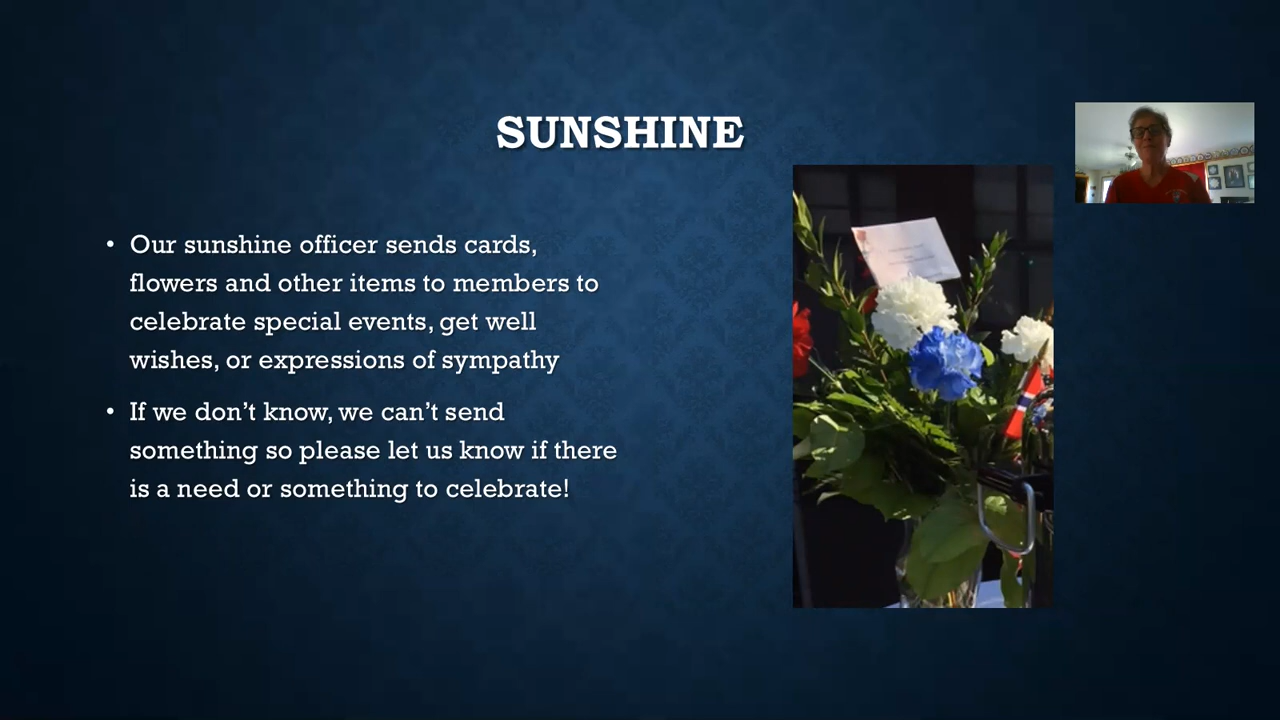 SUNSHINE
• Our sunshine officer sends cards,
flowers and other items to members to
celebrate special events, get well
wishes, or expressions of sympathy
• If we don’t know, we can’t send
something so please let us know if there
is a need or something to celebrate!